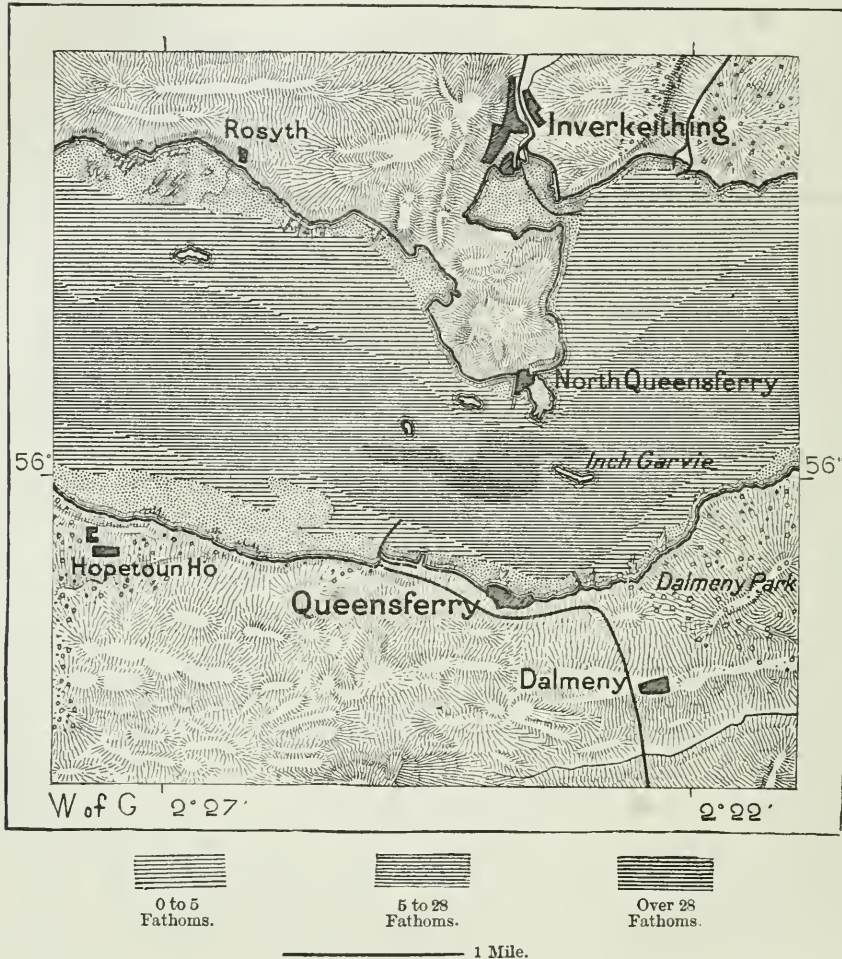 Rosyth
Inverkeithing
North Queensferry
56°
Inch Garvie
56°
Hopetoun Ho
Queensferry
Dalmeny Park
Dalmeny
W of G 2°27' 2°22'
0 to 5
Fathoms.
5 to 28
Fathoms.
Over 28
Fathoms.
1 Mile.